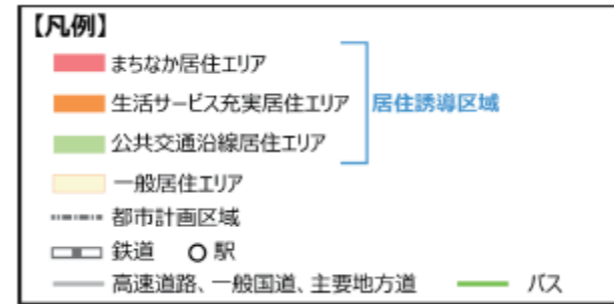 【凡例】
まちなか居住エリア
生活サービス充実居住エリア 居住誘導区域
公共交通沿線居住エリア
一般居住エリア
都市計画区域
鉄道 駅
高速道路、一般国道、主要地方道 バス